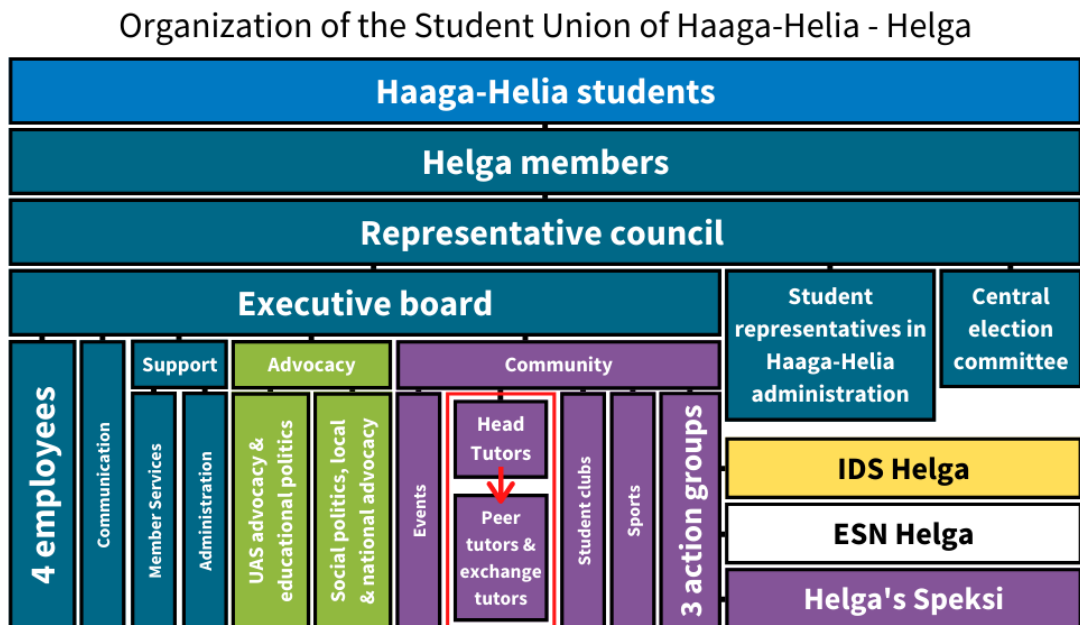 Organization of the Student Union of Haaga-Helia - Helga
Haaga-Helia students
Helga members
Representative council
Executive board
Student
representatives in
Haaga-Helia
administration
Central
election
committee
4 employees
Communication
Support
Member Services
Administration
Advocacy
UAS advocacy &
educational politics
Social politics, local
& national advocacy
Community
Events
Head
Tutors
Peer
tutors &
exchange
tutors
Student clubs
Sports
3 action groups
IDS Helga
ESN Helga
Helga's Speksi